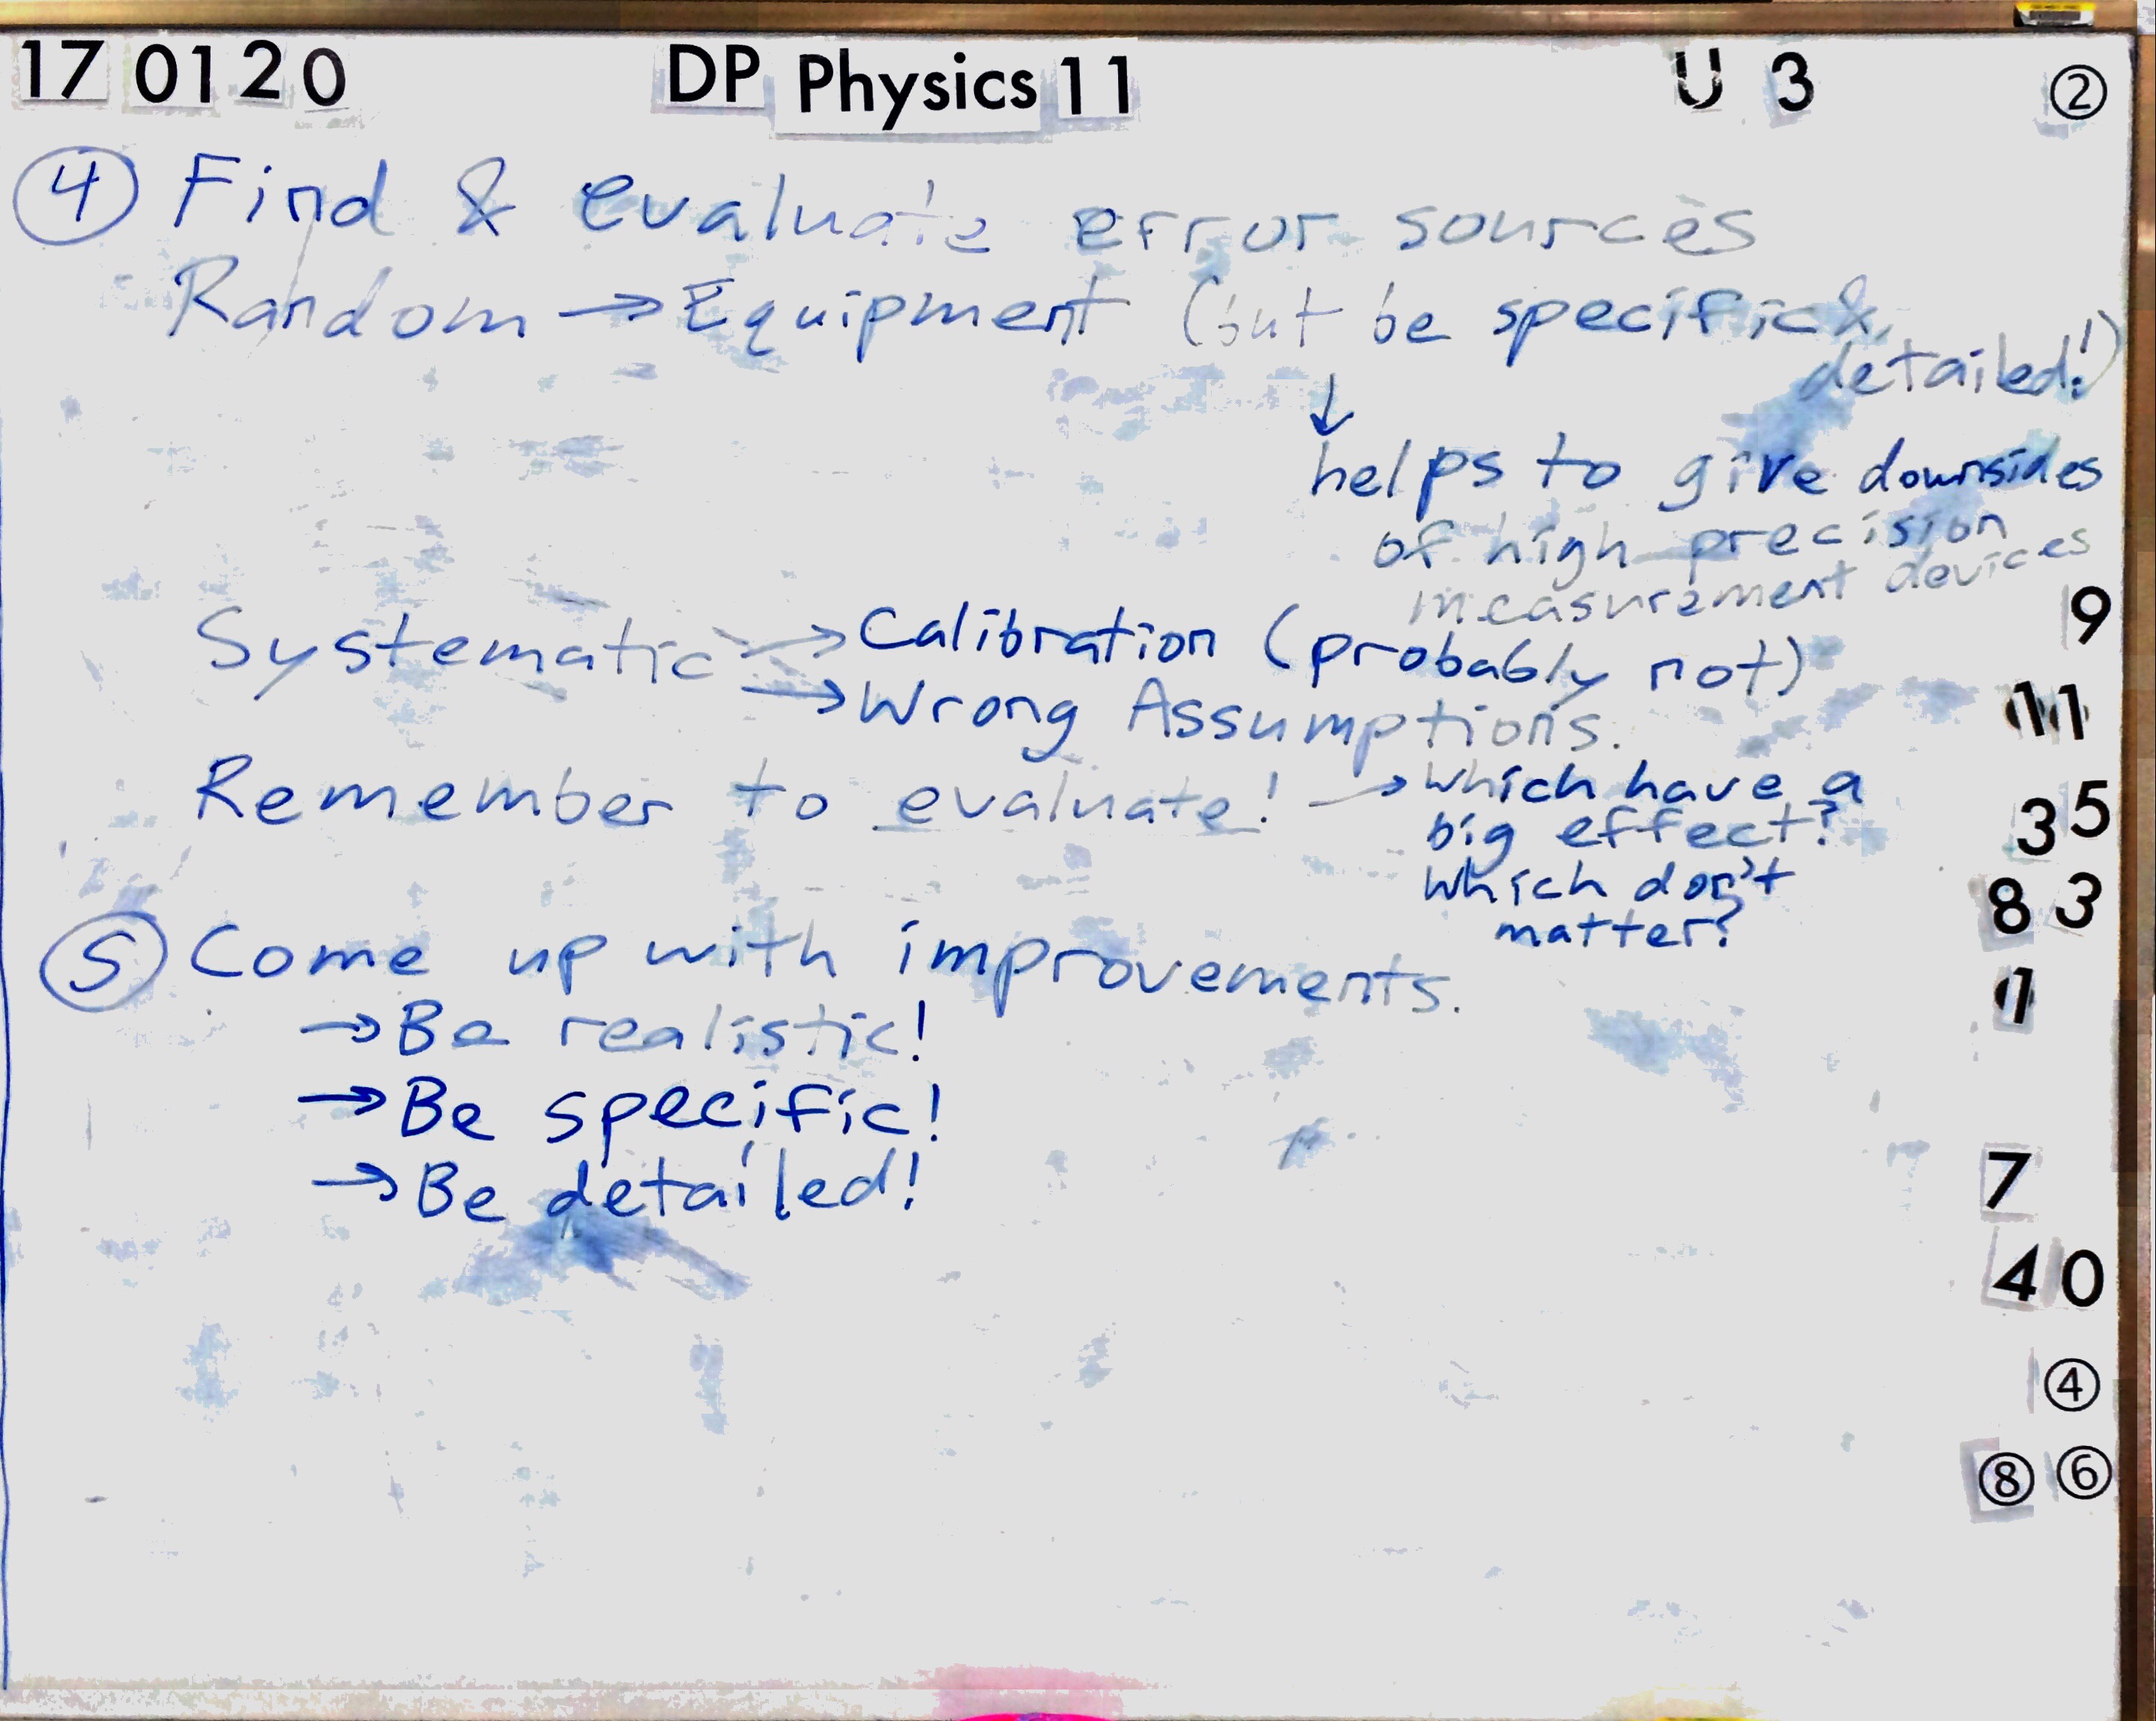 17 0120 DP Physics 11 U 3 ②
④ Find & evaluate error sources
Random → Equipment (but be specific &
detailed!)
↓
helps to give downsides
of high precision
measurement devices
Systematic → Calibration (probably not)
→ Wrong Assumptions.
Remember to evaluate! → Which have a
big effect?
Which don't
matter?
⑤ Come up with improvements.
→ Be realistic!
→ Be specific!
→ Be detailed!
9
11
35
83
1
7
40
④
⑧ ⑥